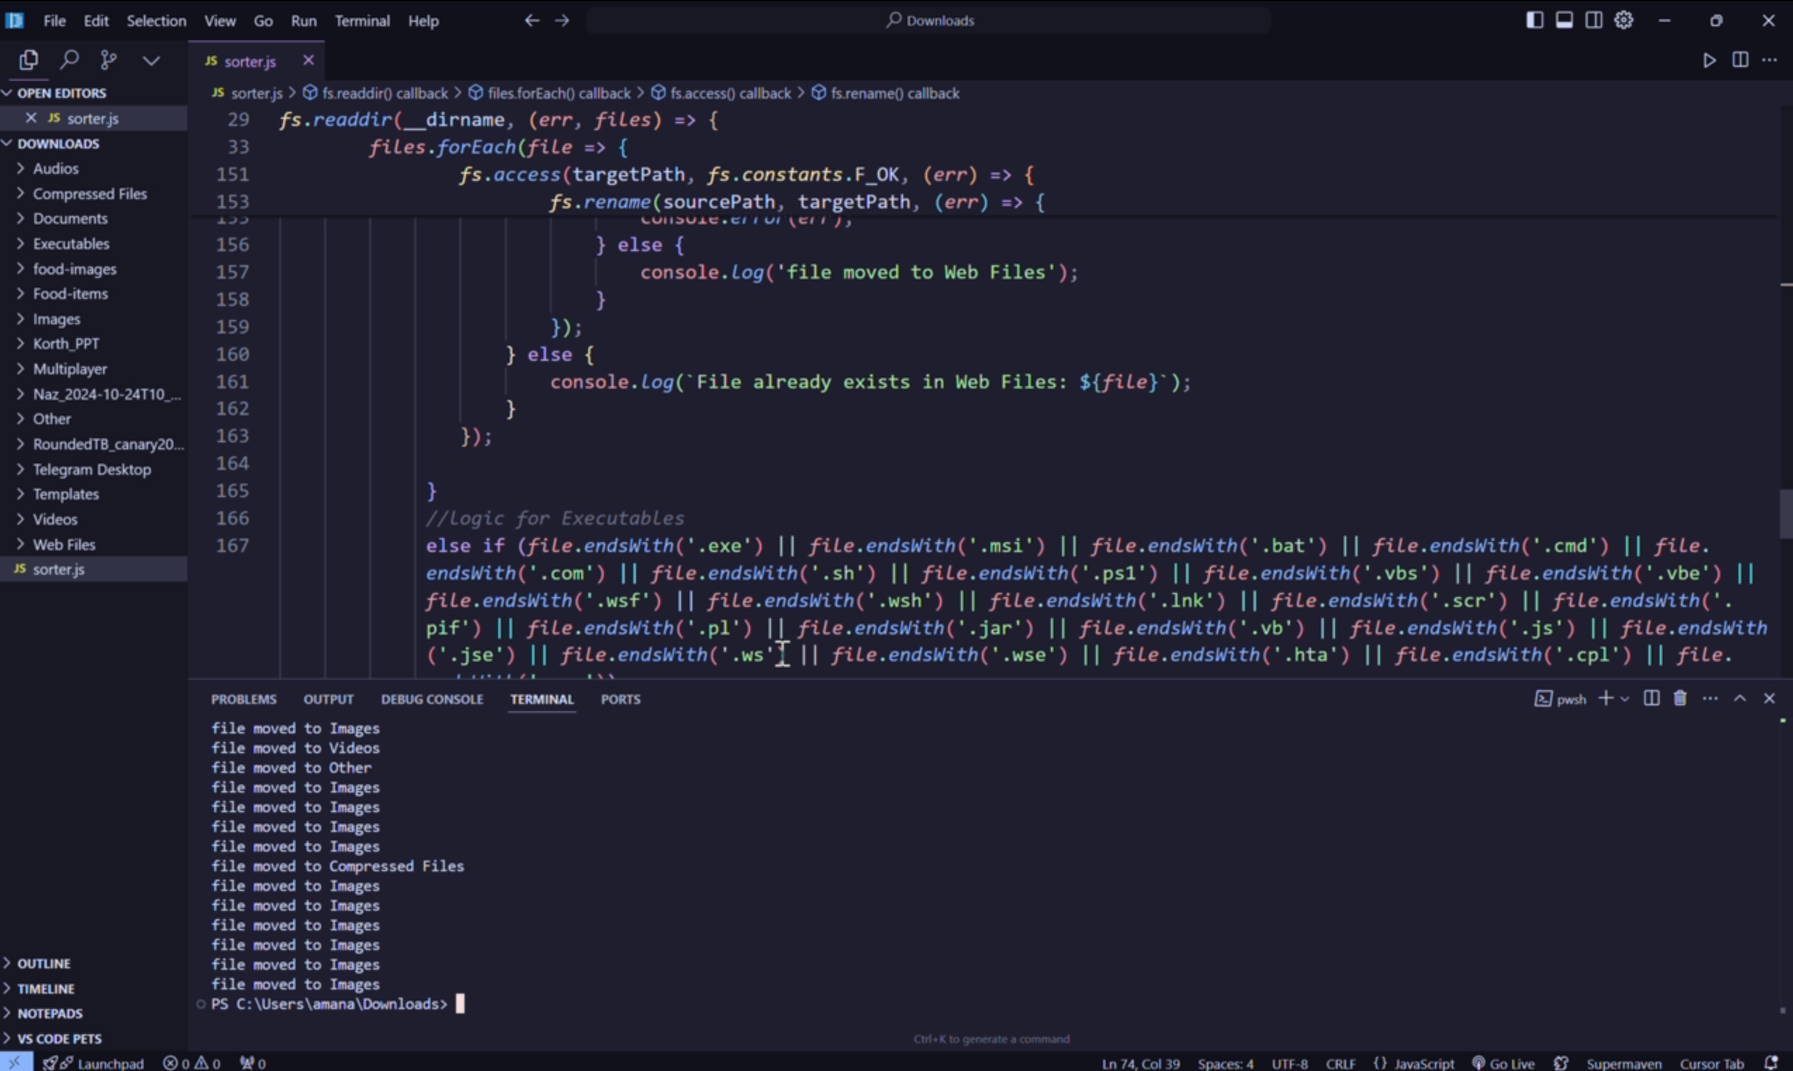 File Edit Selection View Go Run Terminal Help
Downloads
JS sorter.js
OPEN EDITORS
JS sorter.js
DOWNLOADS
Audios
Compressed Files
Documents
Executables
food-images
Food-items
Images
Korth_PPT
Multiplayer
Naz_2024-10-24T10_...
Other
RoundedTB_canary20...
Telegram Desktop
Templates
Videos
Web Files
JS sorter.js
OUTLINE
TIMELINE
NOTEPADS
VS CODE PETS
JS sorter.js > fs.readdir() callback > files.forEach() callback > fs.access() callback > fs.rename() callback
29 fs.readdir(__dirname, (err, files) => {
33 files.forEach(file => {
151 fs.access(targetPath, fs.constants.F_OK, (err) => {
153 fs.rename(sourcePath, targetPath, (err) => {
155 console.error(err);
156 } else {
157 console.log('file moved to Web Files');
158 }
159 });
160 } else {
161 console.log(`File already exists in Web Files: ${file}`);
162 }
163 });
164
165 }
166 //logic for Executables
167 else if (file.endsWith('.exe') || file.endsWith('.msi') || file.endsWith('.bat') || file.endsWith('.cmd') || file.
endsWith('.com') || file.endsWith('.sh') || file.endsWith('.ps1') || file.endsWith('.vbs') || file.endsWith('.vbe') ||
file.endsWith('.wsf') || file.endsWith('.wsh') || file.endsWith('.lnk') || file.endsWith('.scr') || file.endsWith('.
pif') || file.endsWith('.pl') || file.endsWith('.jar') || file.endsWith('.vb') || file.endsWith('.js') || file.endsWith
('.jse') || file.endsWith('.ws') || file.endsWith('.wse') || file.endsWith('.hta') || file.endsWith('.cpl') || file.
PROBLEMS OUTPUT DEBUG CONSOLE TERMINAL PORTS
pwsh
file moved to Images
file moved to Videos
file moved to Other
file moved to Images
file moved to Images
file moved to Images
file moved to Images
file moved to Compressed Files
file moved to Images
file moved to Images
file moved to Images
file moved to Images
file moved to Images
file moved to Images
PS C:\Users\amana\Downloads>
Ctrl+K to generate a command
Launchpad 0 0 0
Ln 74, Col 39 Spaces: 4 UTF-8 CRLF {} JavaScript Go Live Supermaven Cursor Tab